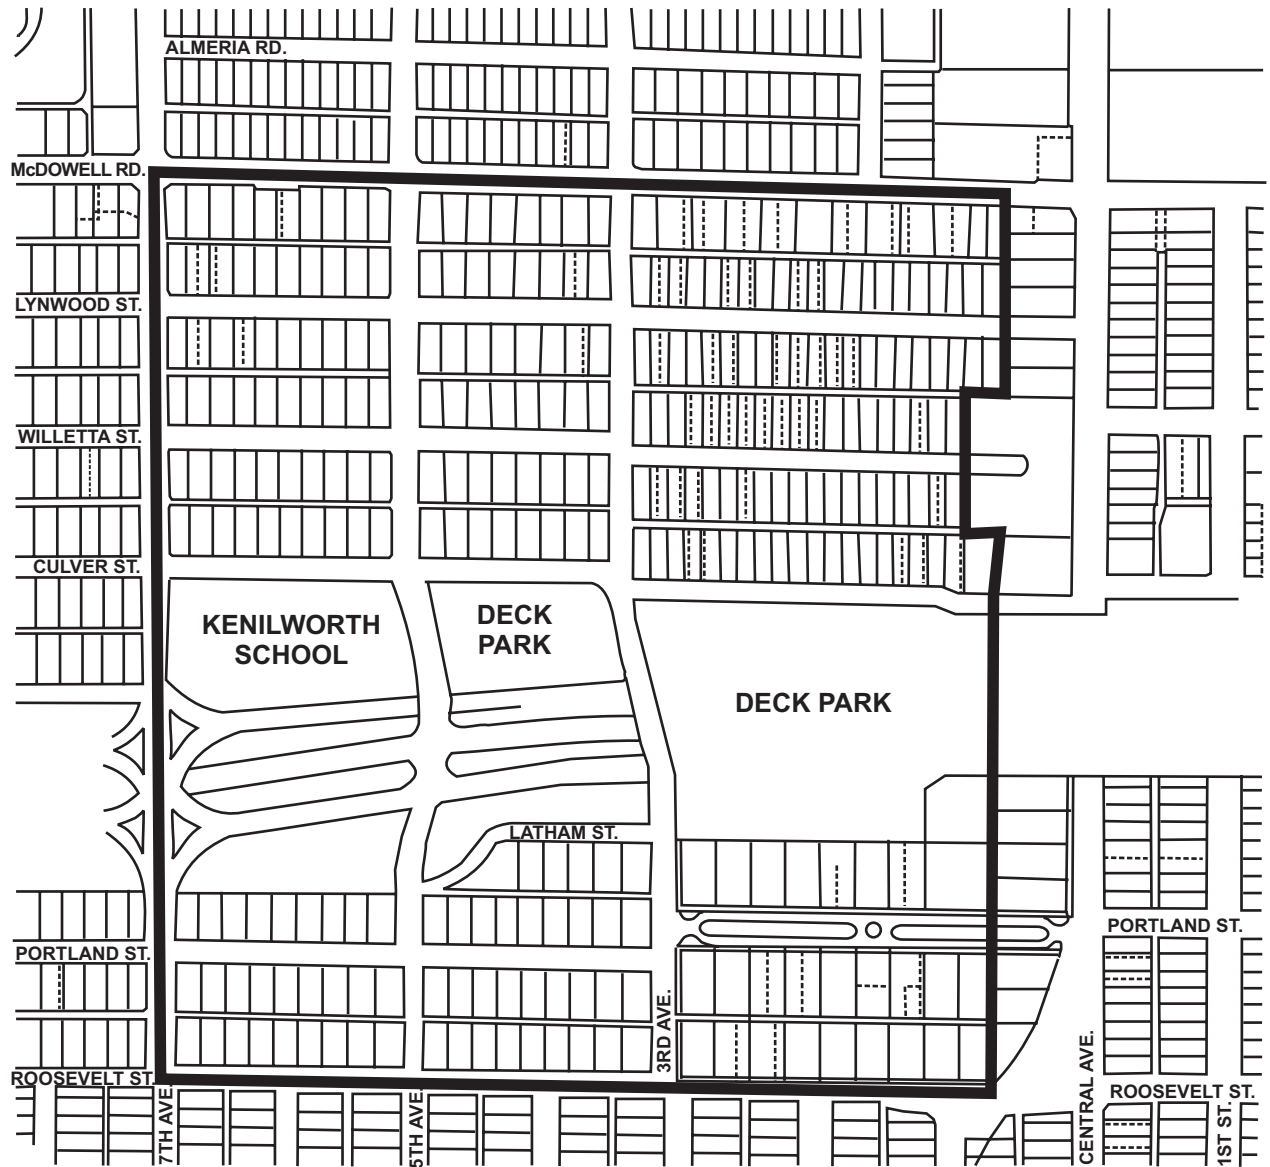 ALMERIA RD.
McDOWELL RD.
LYNWOOD ST.
WILLETTA ST.
CULVER ST.
KENILWORTH
SCHOOL
DECK
PARK
DECK PARK
LATHAM ST.
PORTLAND ST.
PORTLAND ST.
3RD AVE.
CENTRAL AVE.
ROOSEVELT ST.
ROOSEVELT ST.
7TH AVE.
5TH AVE.
1ST ST.